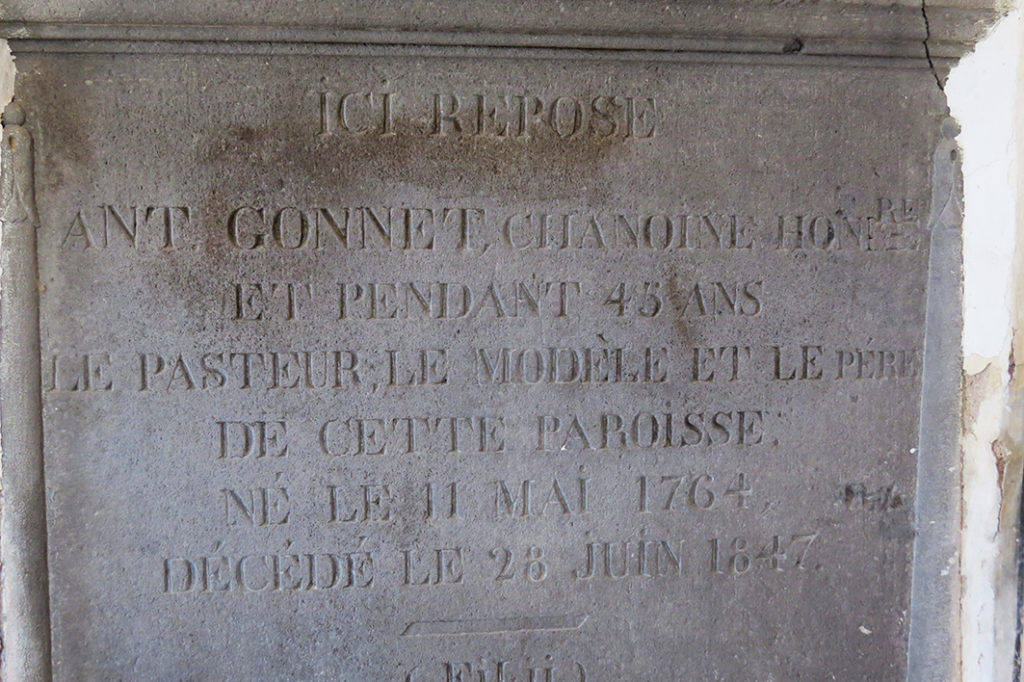 ICI REPOSE
ANT. GONNET, CHANOINE HON.RE
ET PENDANT 45 ANS
LE PASTEUR, LE MODÈLE ET LE PÉRE
DE CETTE PAROISSE.
NÉ LE 11 MAI 1764,
DÉCÉDÉ LE 28 JUIN 1847.